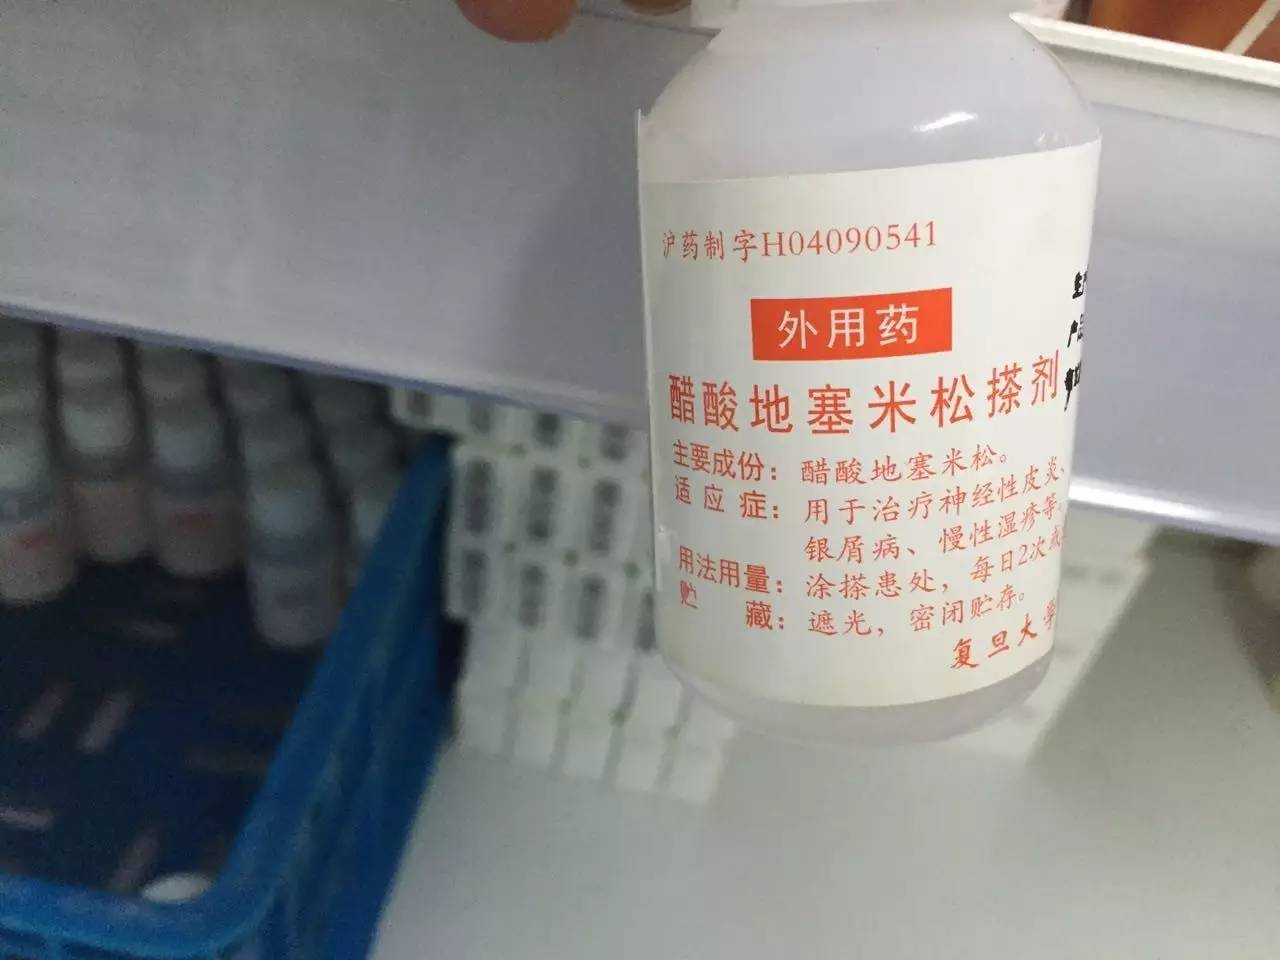 沪药制字H04090541
外用药
醋酸地塞米松搽剂
主要成份：醋酸地塞米松。
适应症：用于治疗神经性皮炎、
银屑病、慢性湿疹等
用法用量：涂搽患处，每日2次或
贮藏：遮光，密闭贮存。
复旦大学
生产
产品